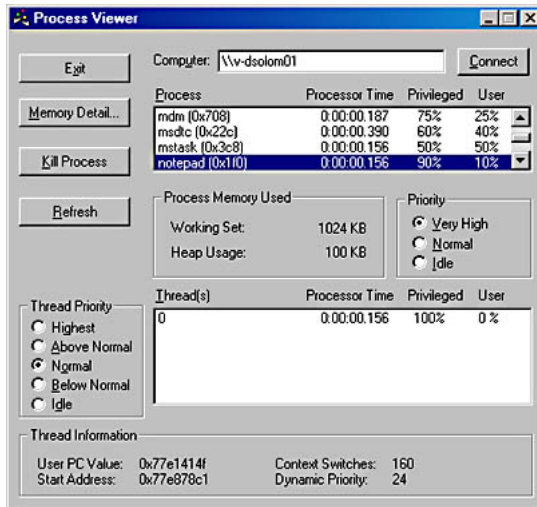 Process Viewer
Exit
Computer: \\v-dsolom01
Connect
Memory Detail...
Process Processor Time Privileged User
mdm (0x708) 0:00:00.187 75% 25%
msdtc (0x22c) 0:00:00.390 60% 40%
mstask (0x3c8) 0:00:00.156 50% 50%
notepad (0x1f0) 0:00:00.156 90% 10%
Kill Process
Refresh
Process Memory Used
Working Set: 1024 KB
Heap Usage: 100 KB
Priority
Very High
Normal
Idle
Thread Priority
Highest
Above Normal
Normal
Below Normal
Idle
Thread(s) Processor Time Privileged User
0 0:00:00.156 100% 0 %
Thread Information
User PC Value: 0x77e1414f Context Switches: 160
Start Address: 0x77e878c1 Dynamic Priority: 24